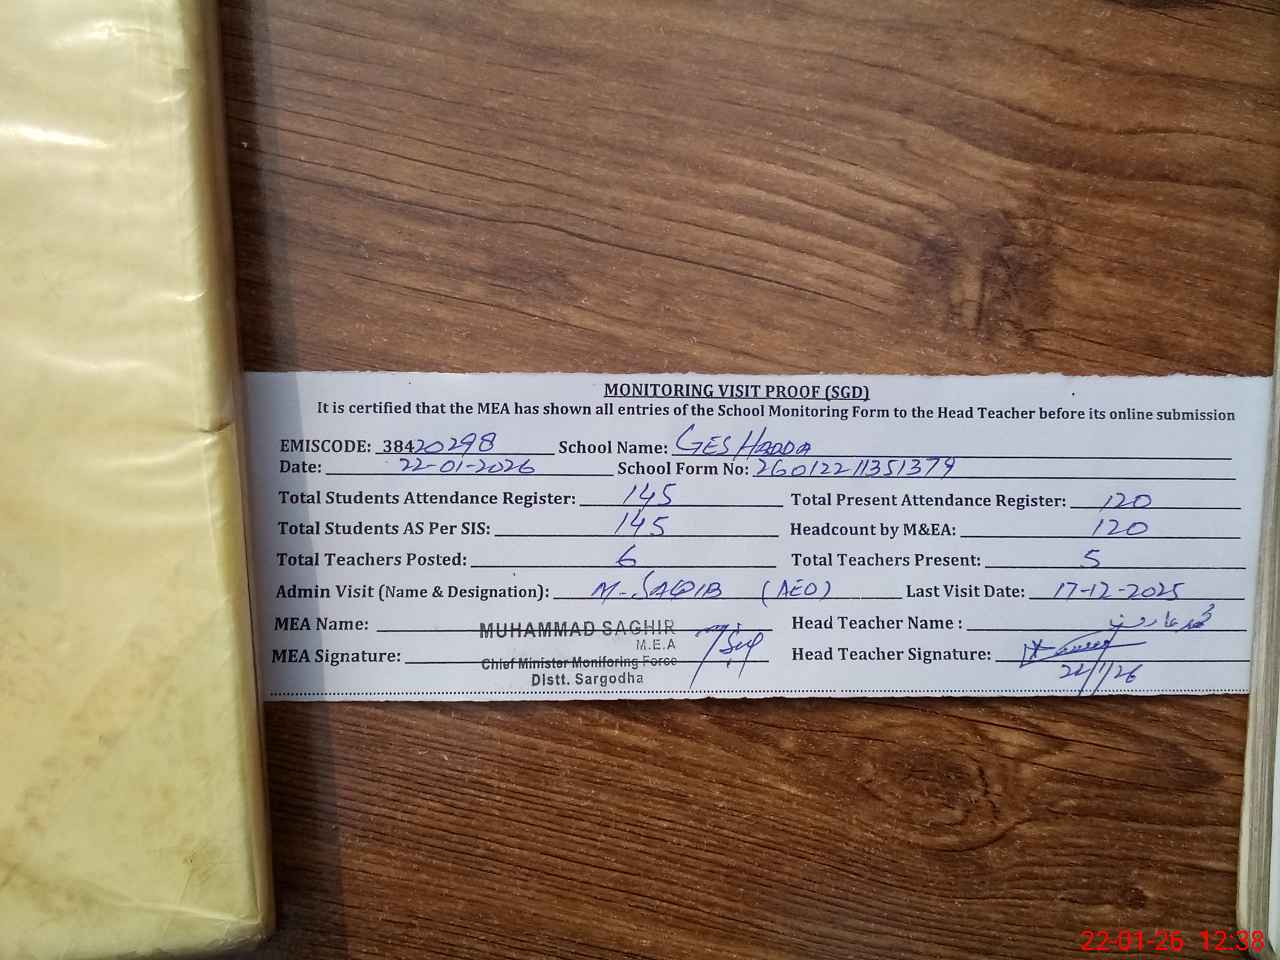 MONITORING VISIT PROOF (SGD)
It is certified that the MEA has shown all entries of the School Monitoring Form to the Head Teacher before its online submission
EMISCODE: 38420298 School Name: GES HADDA
Date: 22-01-2026 School Form No: 26012211351379
Total Students Attendance Register: 145 Total Present Attendance Register: 120
Total Students AS Per SIS: 145 Headcount by M&EA: 120
Total Teachers Posted: 6 Total Teachers Present: 5
Admin Visit (Name & Designation): M-SAQIB (AEO) Last Visit Date: 17-12-2025
MEA Name: MUHAMMAD SAGHIR Head Teacher Name :
M.E.A
MEA Signature: Chief Minister Monitoring Force Head Teacher Signature:
Distt. Sargodha 22/1/26
22-01-26 12:38